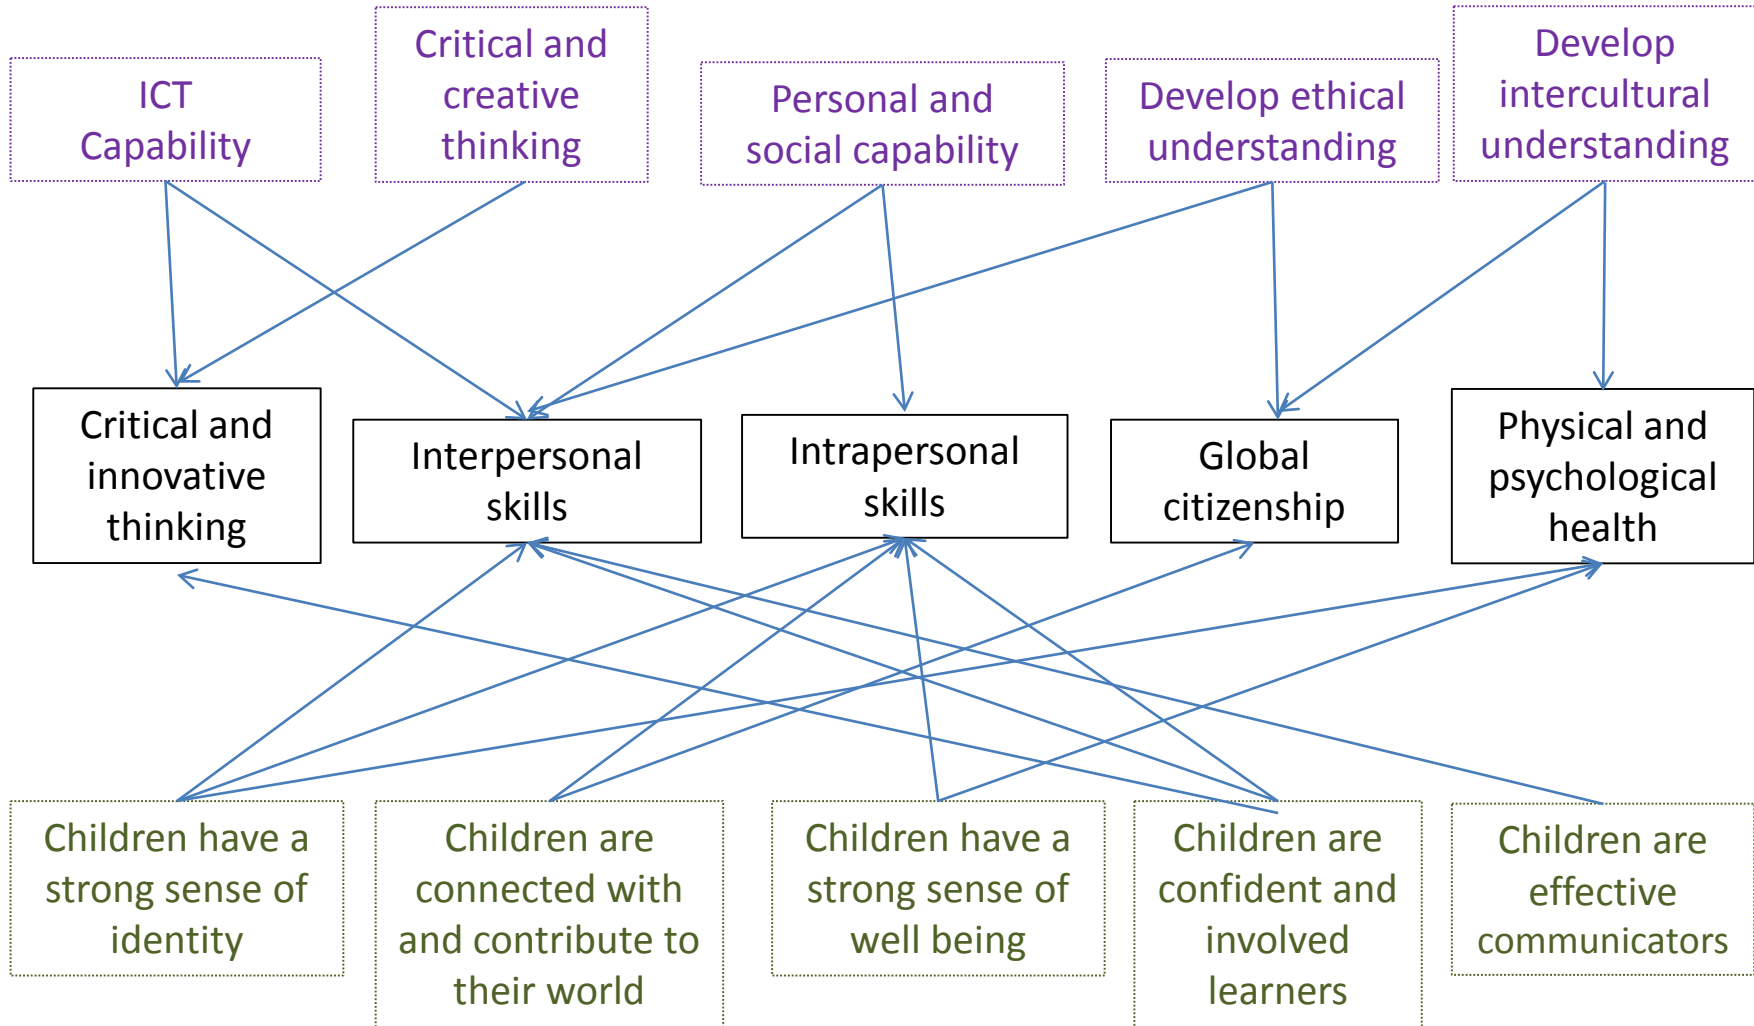 ICT
Capability
Critical and
creative
thinking
Personal and
social capability
Develop ethical
understanding
Develop
intercultural
understanding
Critical and
innovative
thinking
Interpersonal
skills
Intrapersonal
skills
Global
citizenship
Physical and
psychological
health
Children have a
strong sense of
identity
Children are
connected with
and contribute to
their world
Children have a
strong sense of
well being
Children are
confident and
involved
learners
Children are
effective
communicators